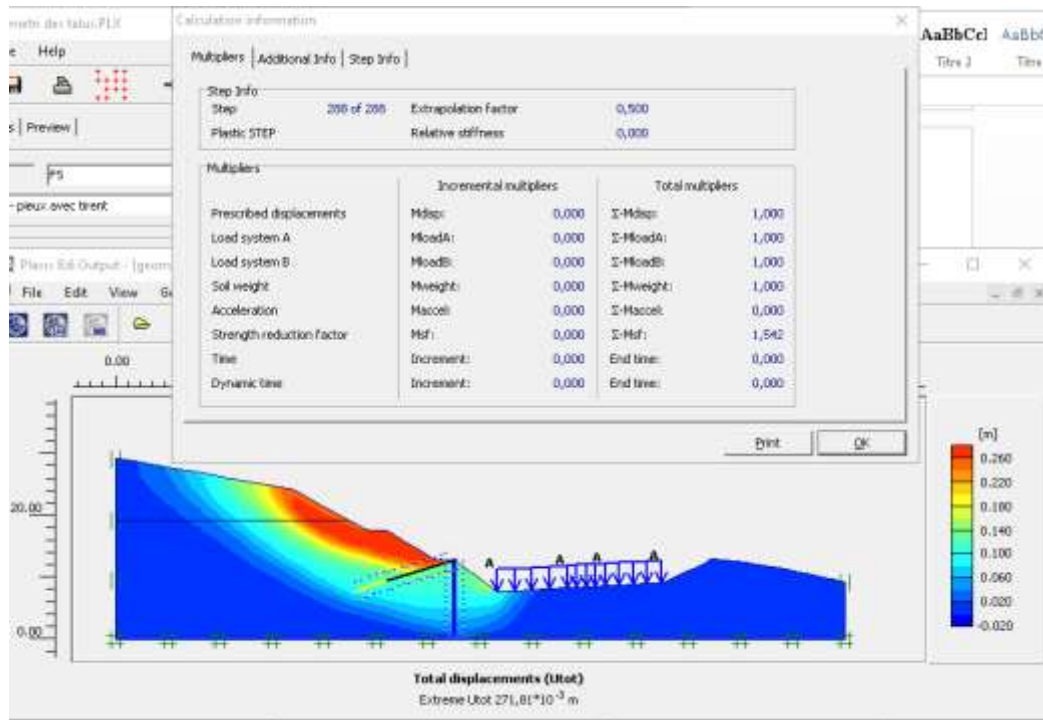 Calculation information
AaBbCcl AaBb
Help
Titre 2 Titre
Multipliers Additional Info Step Info
Step Info
Step 288 of 288 Extrapolation factor 0,500
Plastic STEP Relative stiffness 0,000
Preview
PS
- pieux avec tirent
Multipliers
Incremental multipliers Total multipliers
Prescribed displacements Mdisp: 0,000 Σ-Mdisp: 1,000
Load system A MloadA: 0,000 Σ-MloadA: 1,000
Load system B MloadB: 0,000 Σ-MloadB: 1,000
Soil weight Mweight: 0,000 Σ-Mweight: 1,000
Acceleration Maccel: 0,000 Σ-Maccel: 0,000
Strength reduction factor Msf: 0,000 Σ-Msf: 1,542
Time Increment: 0,000 End time: 0,000
Dynamic time Increment: 0,000 End time: 0,000
Print OK
Plaxis 8.6 Output - [geom
File Edit View
0.00
20.00
0.00
A A A A
[m]
0.260
0.220
0.180
0.140
0.100
0.060
0.020
-0.020
Total displacements (Utot)
Extreme Utot 271,81*10⁻³ m